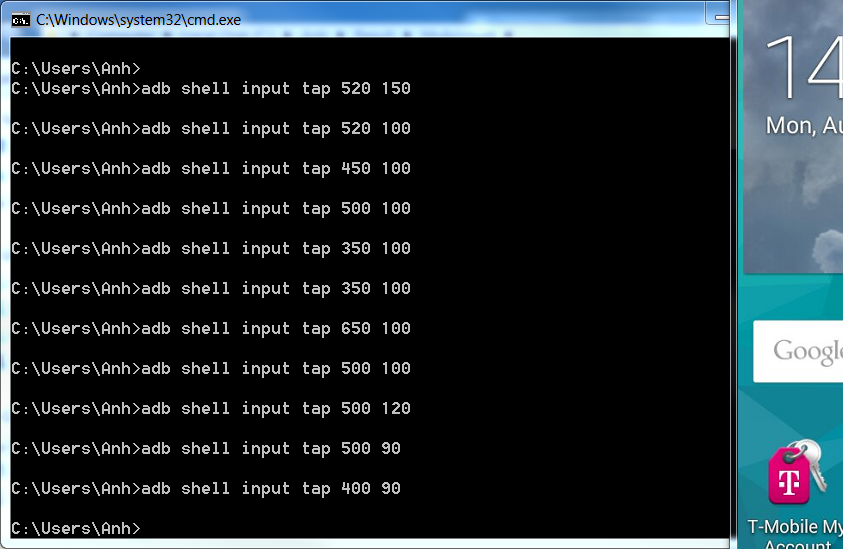 C:\Windows\system32\cmd.exe
C:\Users\Anh>
C:\Users\Anh>adb shell input tap 520 150
C:\Users\Anh>adb shell input tap 520 100
C:\Users\Anh>adb shell input tap 450 100
C:\Users\Anh>adb shell input tap 500 100
C:\Users\Anh>adb shell input tap 350 100
C:\Users\Anh>adb shell input tap 350 100
C:\Users\Anh>adb shell input tap 650 100
C:\Users\Anh>adb shell input tap 500 100
C:\Users\Anh>adb shell input tap 500 120
C:\Users\Anh>adb shell input tap 500 90
C:\Users\Anh>adb shell input tap 400 90
C:\Users\Anh>
14
Mon, Au
Google
T
T-Mobile My
Account